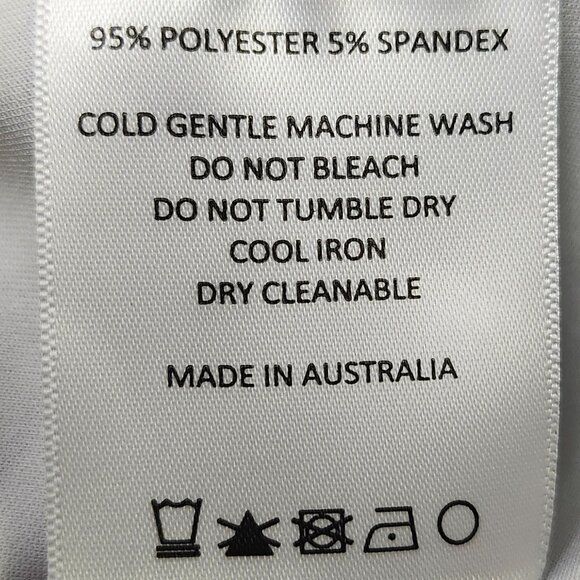 95% POLYESTER 5% SPANDEX
COLD GENTLE MACHINE WASH
DO NOT BLEACH
DO NOT TUMBLE DRY
COOL IRON
DRY CLEANABLE
MADE IN AUSTRALIA